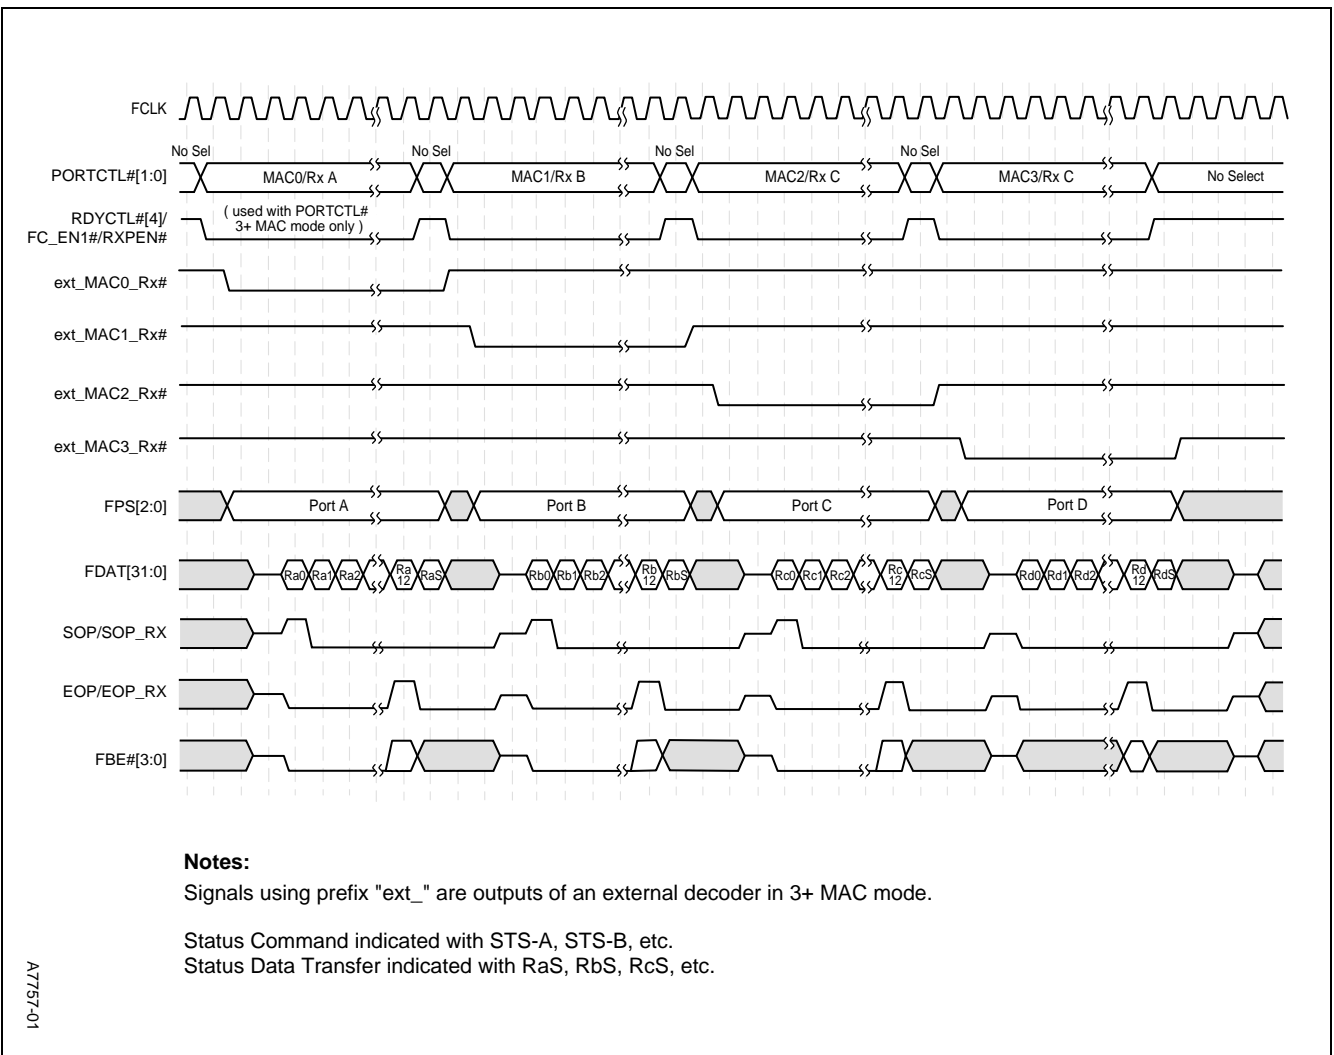 FCLK
No Sel No Sel No Sel No Sel
PORTCTL#[1:0] MAC0/Rx A MAC1/Rx B MAC2/Rx C MAC3/Rx C No Select
RDYCTL#[4]/
FC_EN1#/RXPEN#
( used with PORTCTL#
3+ MAC mode only )
ext_MAC0_Rx#
ext_MAC1_Rx#
ext_MAC2_Rx#
ext_MAC3_Rx#
FPS[2:0] Port A Port B Port C Port D
FDAT[31:0] Ra0 Ra1 Ra2 Ra 12 RaS Rb0 Rb1 Rb2 Rb 12 RbS Rc0 Rc1 Rc2 Rc 12 RcS Rd0 Rd1 Rd2 Rd 12 RdS
SOP/SOP_RX
EOP/EOP_RX
FBE#[3:0]
Notes:
Signals using prefix "ext_" are outputs of an external decoder in 3+ MAC mode.
Status Command indicated with STS-A, STS-B, etc.
Status Data Transfer indicated with RaS, RbS, RcS, etc.
A7757-01